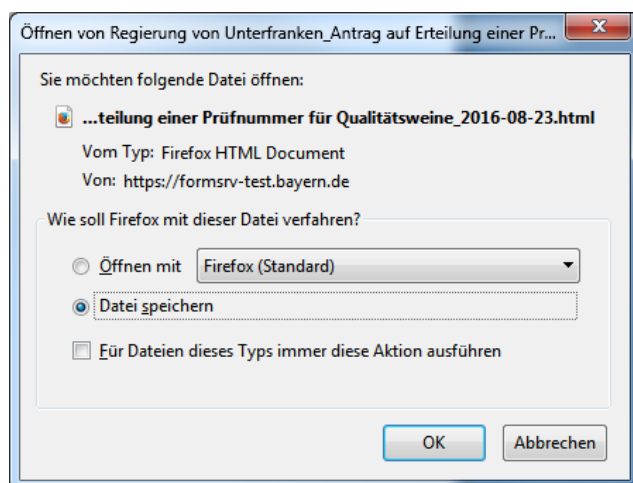 Öffnen von Regierung von Unterfranken_Antrag auf Erteilung einer Pr...
Sie möchten folgende Datei öffnen:
...teilung einer Prüfnummer für Qualitätsweine_2016-08-23.html
Vom Typ: Firefox HTML Document
Von: https://formsrv-test.bayern.de
Wie soll Firefox mit dieser Datei verfahren?
Öffnen mit Firefox (Standard)
Datei speichern
Für Dateien dieses Typs immer diese Aktion ausführen
OK Abbrechen